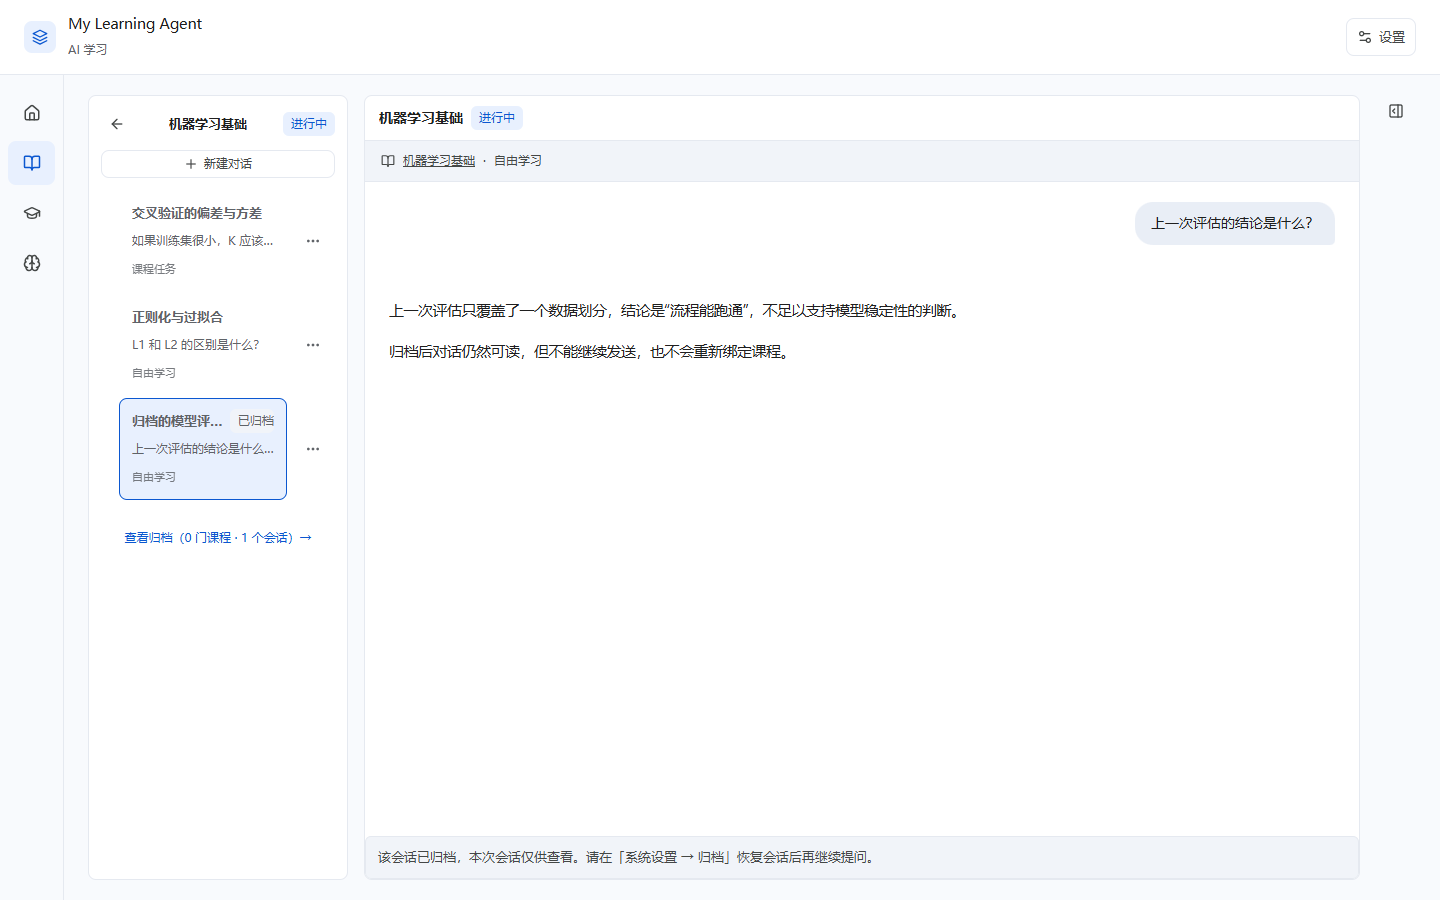 My Learning Agent
AI 学习
设置
机器学习基础
进行中
新建对话
交叉验证的偏差与方差
如果训练集很小，K 应该...
课程任务
正则化与过拟合
L1 和 L2 的区别是什么？
自由学习
归档的模型评... 已归档
上一次评估的结论是什么...
自由学习
查看归档（0 门课程 · 1 个会话）→
机器学习基础 进行中
机器学习基础 · 自由学习
上一次评估的结论是什么？
上一次评估只覆盖了一个数据划分，结论是“流程能跑通”，不足以支持模型稳定性的判断。
归档后对话仍然可读，但不能继续发送，也不会重新绑定课程。
该会话已归档，本次会话仅供查看。请在「系统设置 → 归档」恢复会话后再继续提问。